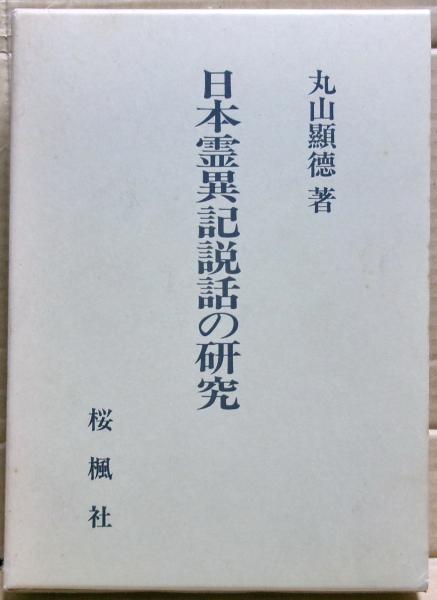 丸山顯德 著
日本霊異記説話の研究
桜楓社